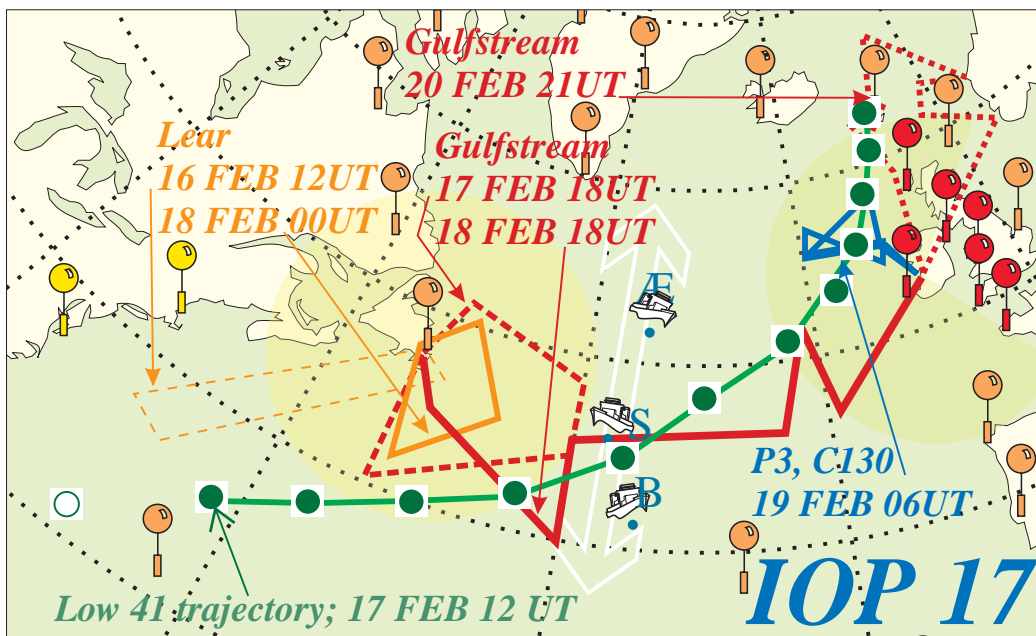 Gulfstream
20 FEB 21UT
Lear
16 FEB 12UT
18 FEB 00UT
Gulfstream
17 FEB 18UT
18 FEB 18UT
Æ
S
B
P3, C130
19 FEB 06UT
IOP 17
Low 41 trajectory; 17 FEB 12 UT